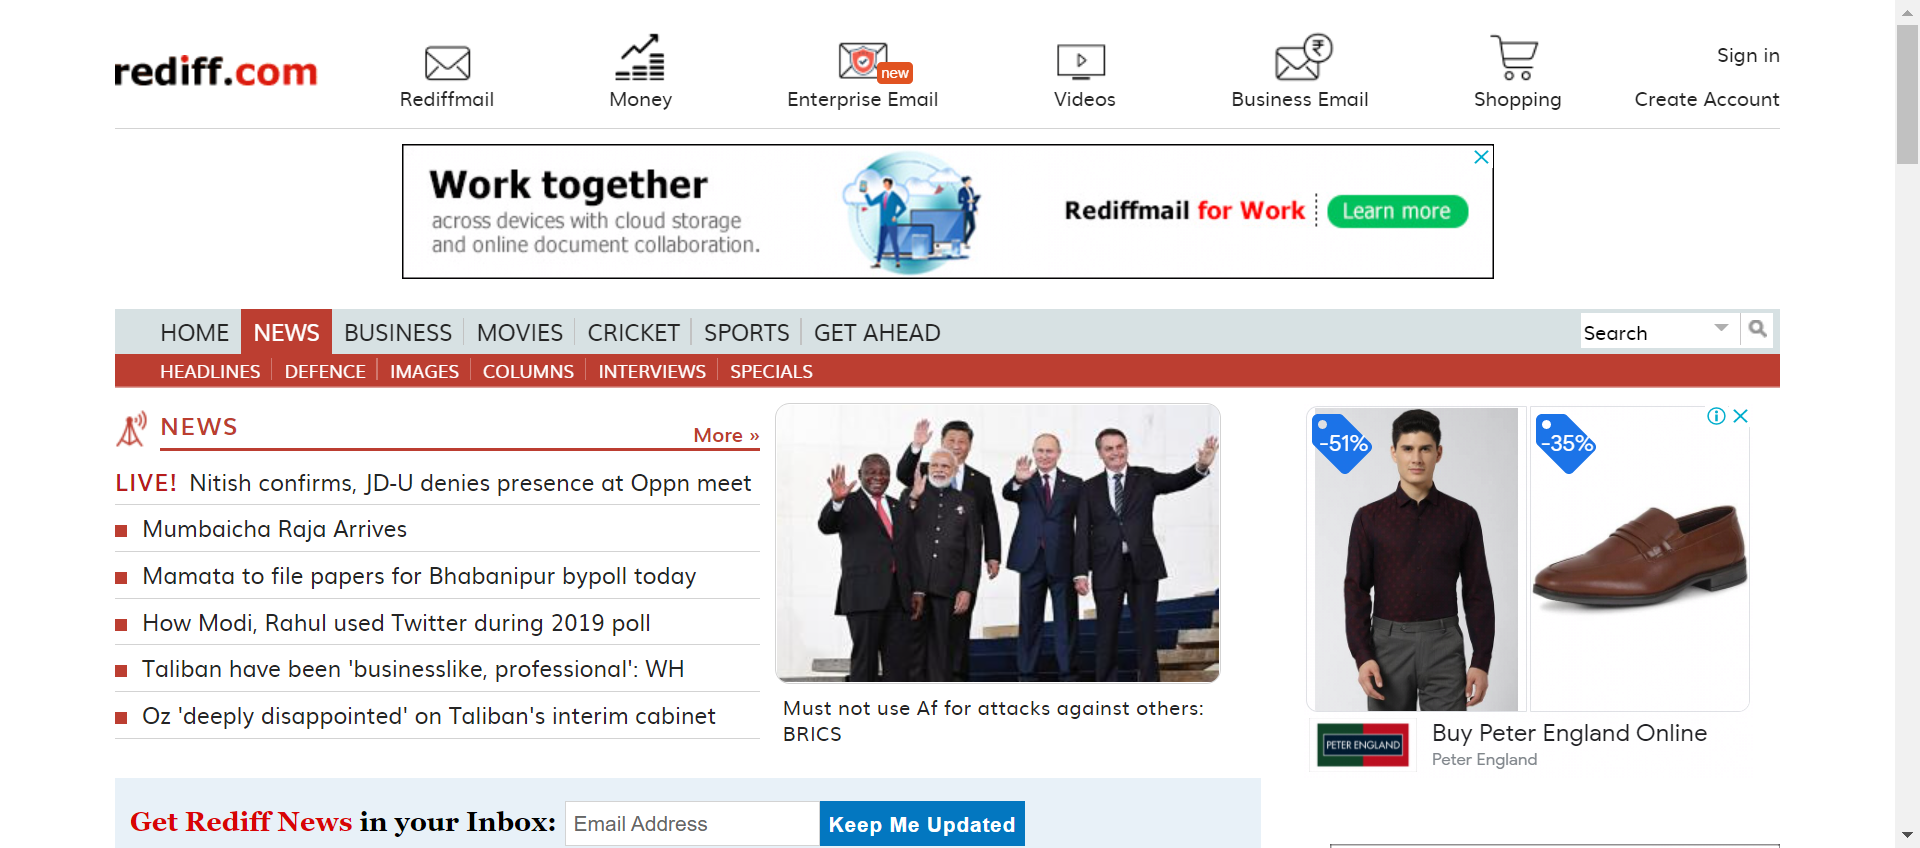 rediff.com
Rediffmail
Money
new
Enterprise Email
Videos
Business Email
Shopping
Sign in
Create Account
Work together
across devices with cloud storage
and online document collaboration.
Rediffmail for Work
Learn more
HOME NEWS BUSINESS MOVIES CRICKET SPORTS GET AHEAD
Search
HEADLINES DEFENCE IMAGES COLUMNS INTERVIEWS SPECIALS
NEWS
More »
LIVE! Nitish confirms, JD-U denies presence at Oppn meet
Mumbaicha Raja Arrives
Mamata to file papers for Bhabanipur bypoll today
How Modi, Rahul used Twitter during 2019 poll
Taliban have been 'businesslike, professional': WH
Oz 'deeply disappointed' on Taliban's interim cabinet
Must not use Af for attacks against others:
BRICS
-51%
-35%
PETER ENGLAND
Buy Peter England Online
Peter England
Get Rediff News in your Inbox:
Email Address
Keep Me Updated